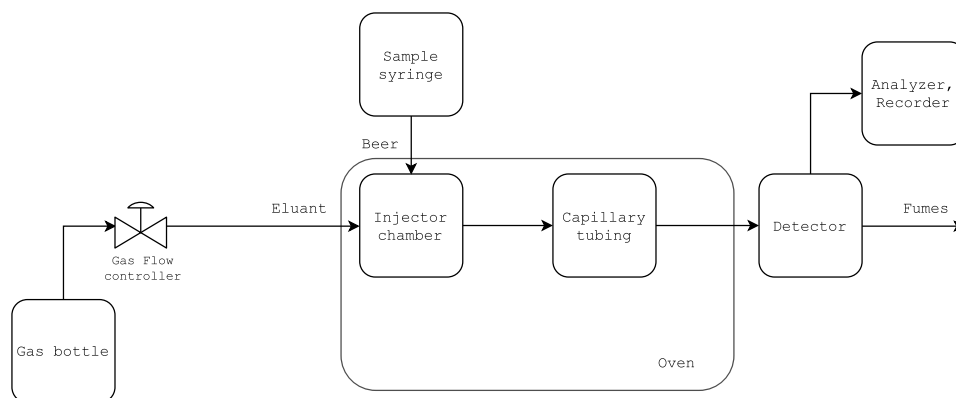 Sample
syringe
Analyzer,
Recorder
Beer
Eluant
Injector
chamber
Capillary
tubing
Detector
Fumes
Gas Flow
controller
Gas bottle
Oven